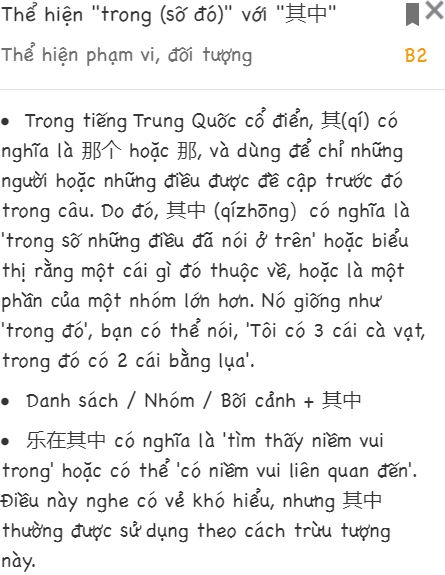 Thể hiện "trong (số đó)" với "其中"
Thể hiện phạm vi, đối tượng B2
• Trong tiếng Trung Quốc cổ điển, 其(qí) có
nghĩa là 那个 hoặc 那, và dùng để chỉ những
người hoặc những điều được đề cập trước đó
trong câu. Do đó, 其中 (qízhōng) có nghĩa là
'trong số những điều đã nói ở trên' hoặc biểu
thị rằng một cái gì đó thuộc về, hoặc là một
phần của một nhóm lớn hơn. Nó giống như
'trong đó', bạn có thể nói, 'Tôi có 3 cái cà vạt,
trong đó có 2 cái bằng lụa'.
• Danh sách / Nhóm / Bối cảnh + 其中
• 乐在其中 có nghĩa là 'tìm thấy niềm vui
trong' hoặc có thể 'có niềm vui liên quan đến'.
Điều này nghe có vẻ khó hiểu, nhưng 其中
thường được sử dụng theo cách trừu tượng
này.